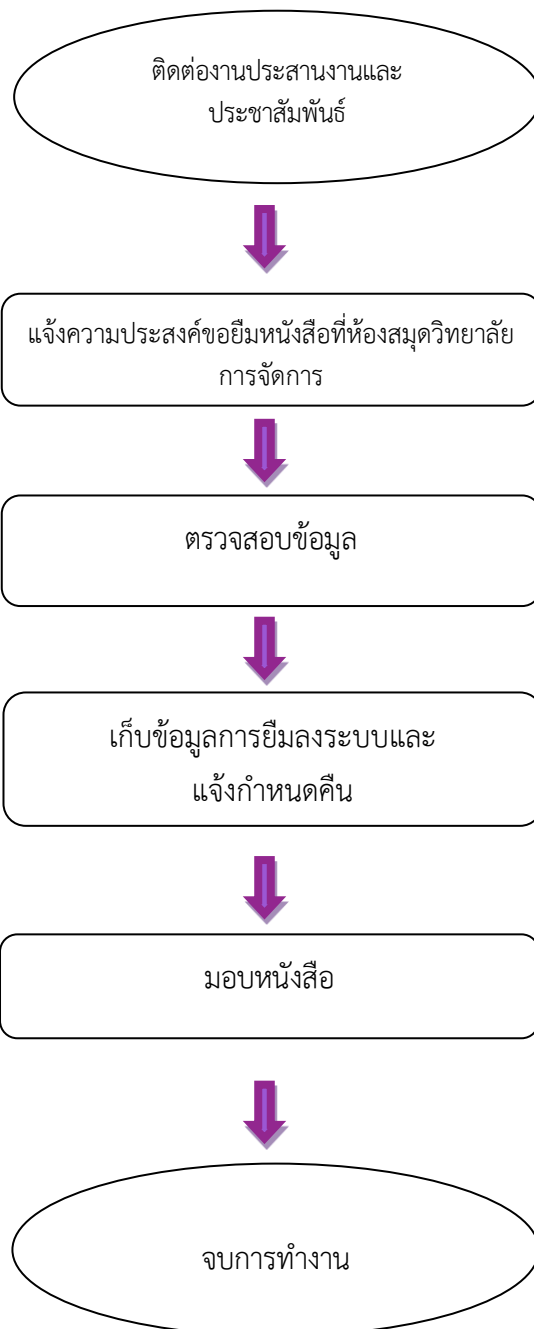 ติดต่องานประสานงานและ
ประชาสัมพันธ์
แจ้งความประสงค์ขอยืมหนังสือที่ห้องสมุดวิทยาลัย
การจัดการ
ตรวจสอบข้อมูล
เก็บข้อมูลการยืมลงระบบและ
แจ้งกำหนดคืน
มอบหนังสือ
จบการทำงาน